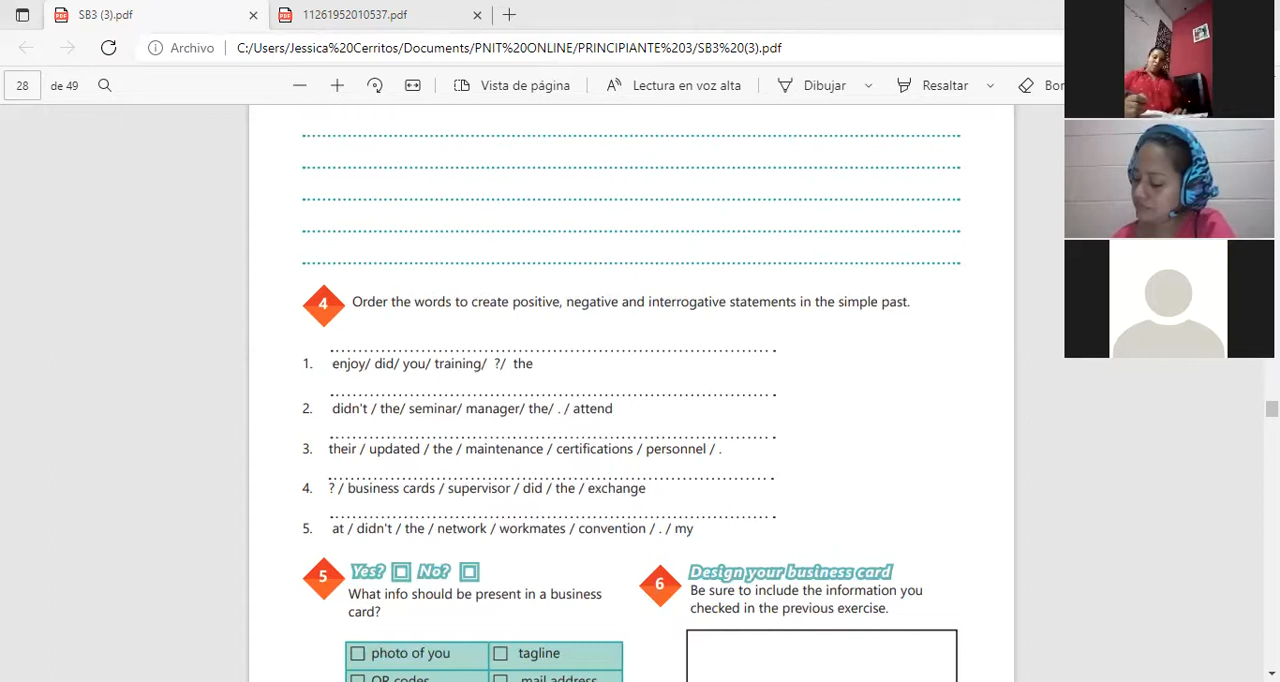 SB3 (3).pdf
11261952010537.pdf
Archivo
C:/Users/Jessica%20Cerritos/Documents/PNIT%20ONLINE/PRINCIPIANTE%203/SB3%20(3).pdf
28 de 49
Vista de página
Lectura en voz alta
Dibujar
Resaltar
4 Order the words to create positive, negative and interrogative statements in the simple past.
1. enjoy/ did/ you/ training/ ?/ the
2. didn't / the/ seminar/ manager/ the/ . / attend
3. their / updated / the / maintenance / certifications / personnel / .
4. ? / business cards / supervisor / did / the / exchange
5. at / didn't / the / network / workmates / convention / . / my
5 Yes? No?
What info should be present in a business
card?
photo of you
tagline
QR codes
mail address
6 Design your business card
Be sure to include the information you
checked in the previous exercise.